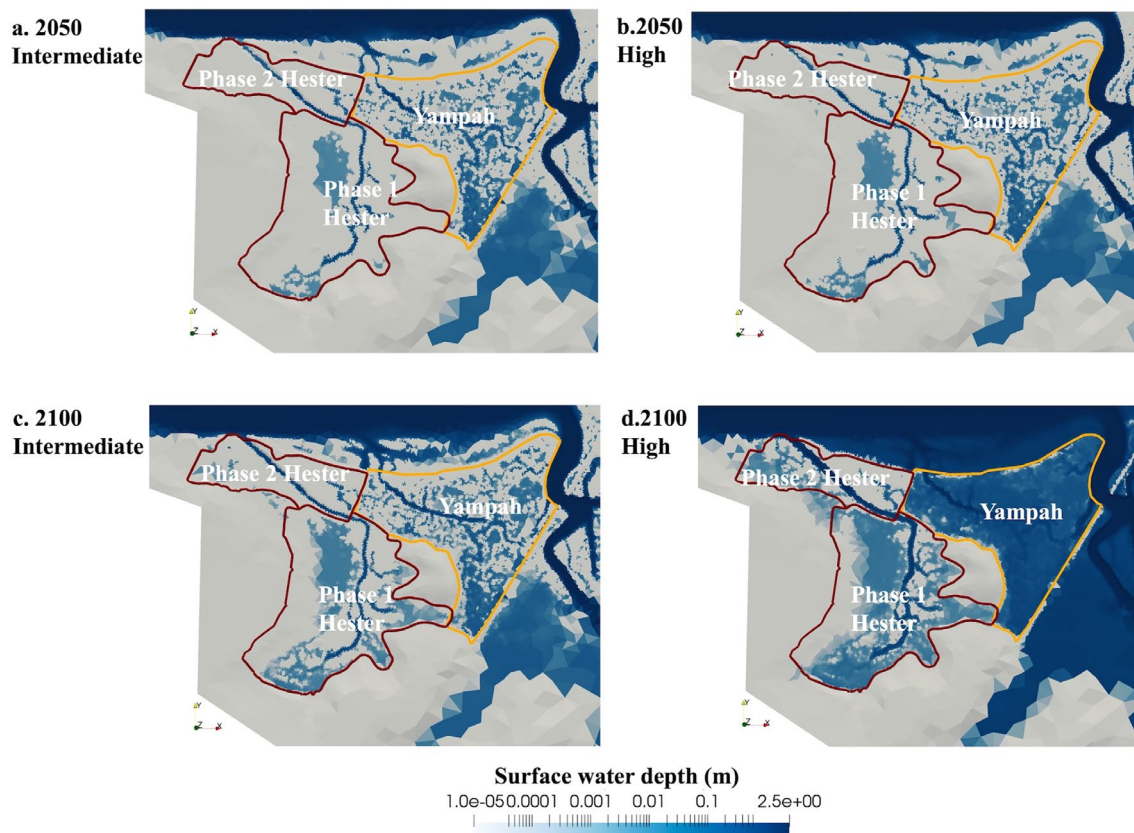 a. 2050
Intermediate
Phase 2 Hester
Yampah
Phase 1
Hester
Y
Z
X
b.2050
High
Phase 2 Hester
Yampah
Phase 1
Hester
Y
Z
X
c. 2100
Intermediate
Phase 2 Hester
Yampah
Phase 1
Hester
Y
Z
X
d.2100
High
Phase 2 Hester
Yampah
Phase 1
Hester
Y
Z
X
Surface water depth (m)
1.0e-05 0.0001 0.001 0.01 0.1 2.5e+00